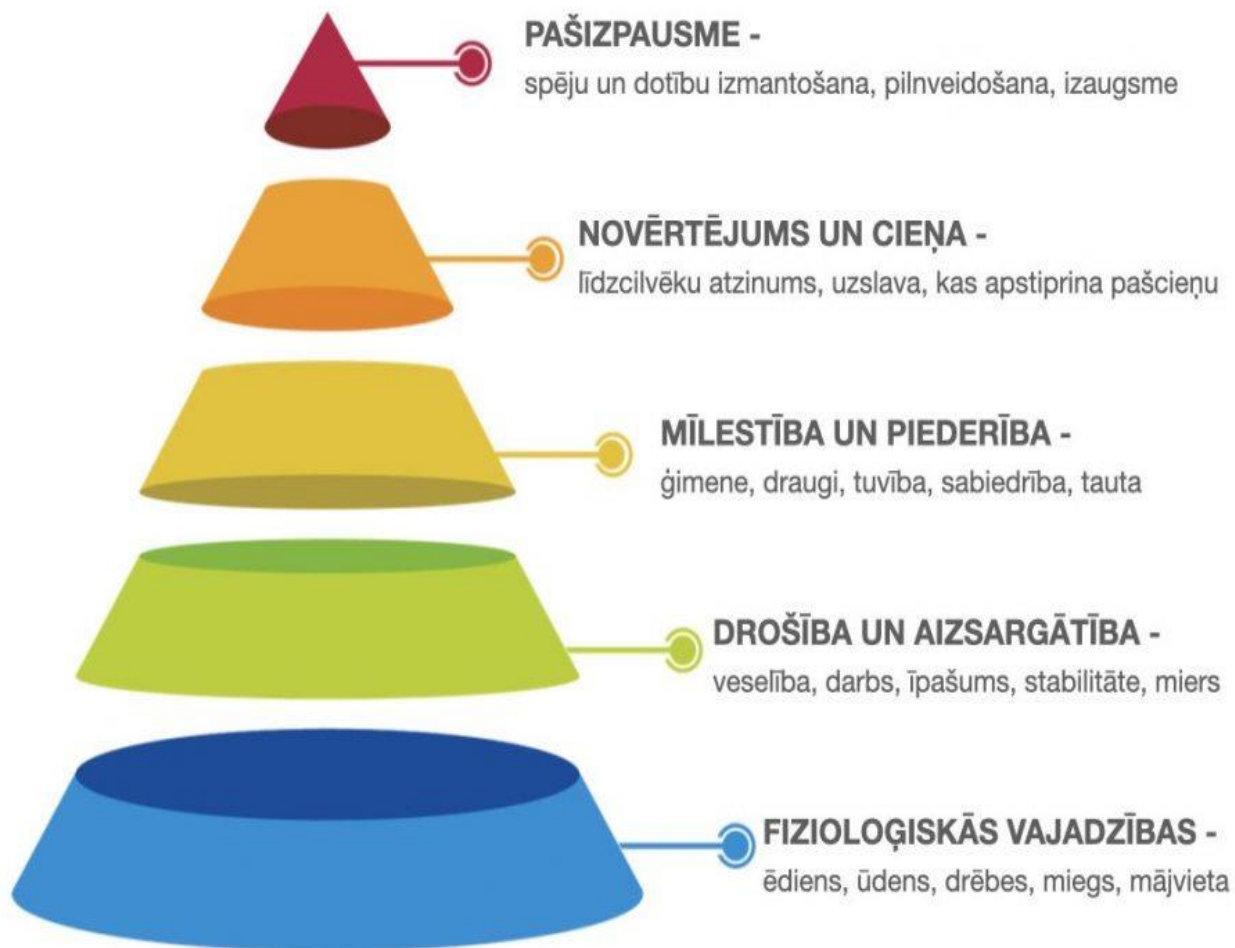 PAŠIZPAUSME -
spēju un dotību izmantošana, pilnveidošana, izaugsme
NOVĒRTĒJUMS UN CIEŅA -
līdzcilvēku atzinums, uzslava, kas apstiprina pašcieņu
MĪLESTĪBA UN PIEDERĪBA -
ģimene, draugi, tuvība, sabiedrība, tauta
DROŠĪBA UN AIZSARGĀTĪBA -
veselība, darbs, īpašums, stabilitāte, miers
FIZIOLOĢISKĀS VAJADZĪBAS -
ēdiens, ūdens, drēbes, miegs, mājvieta